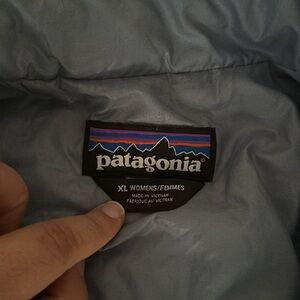 patagonia®
XL WOMENS/FEMMES
MADE IN VIETNAM
FABRIQUÉ AU VIETNAM